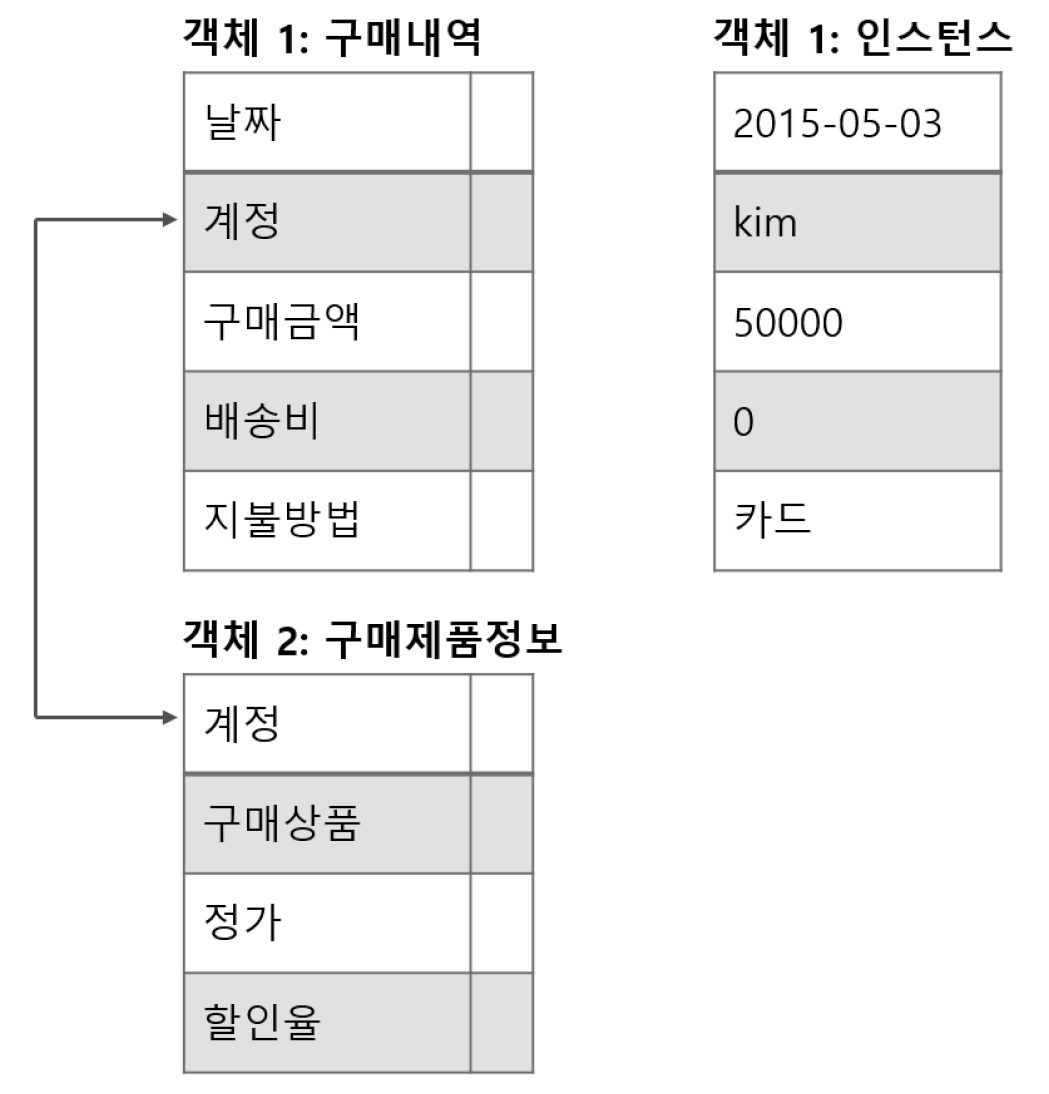 객체 1: 구매내역
날짜
계정
구매금액
배송비
지불방법
객체 1: 인스턴스
2015-05-03
kim
50000
0
카드
객체 2: 구매제품정보
계정
구매상품
정가
할인율